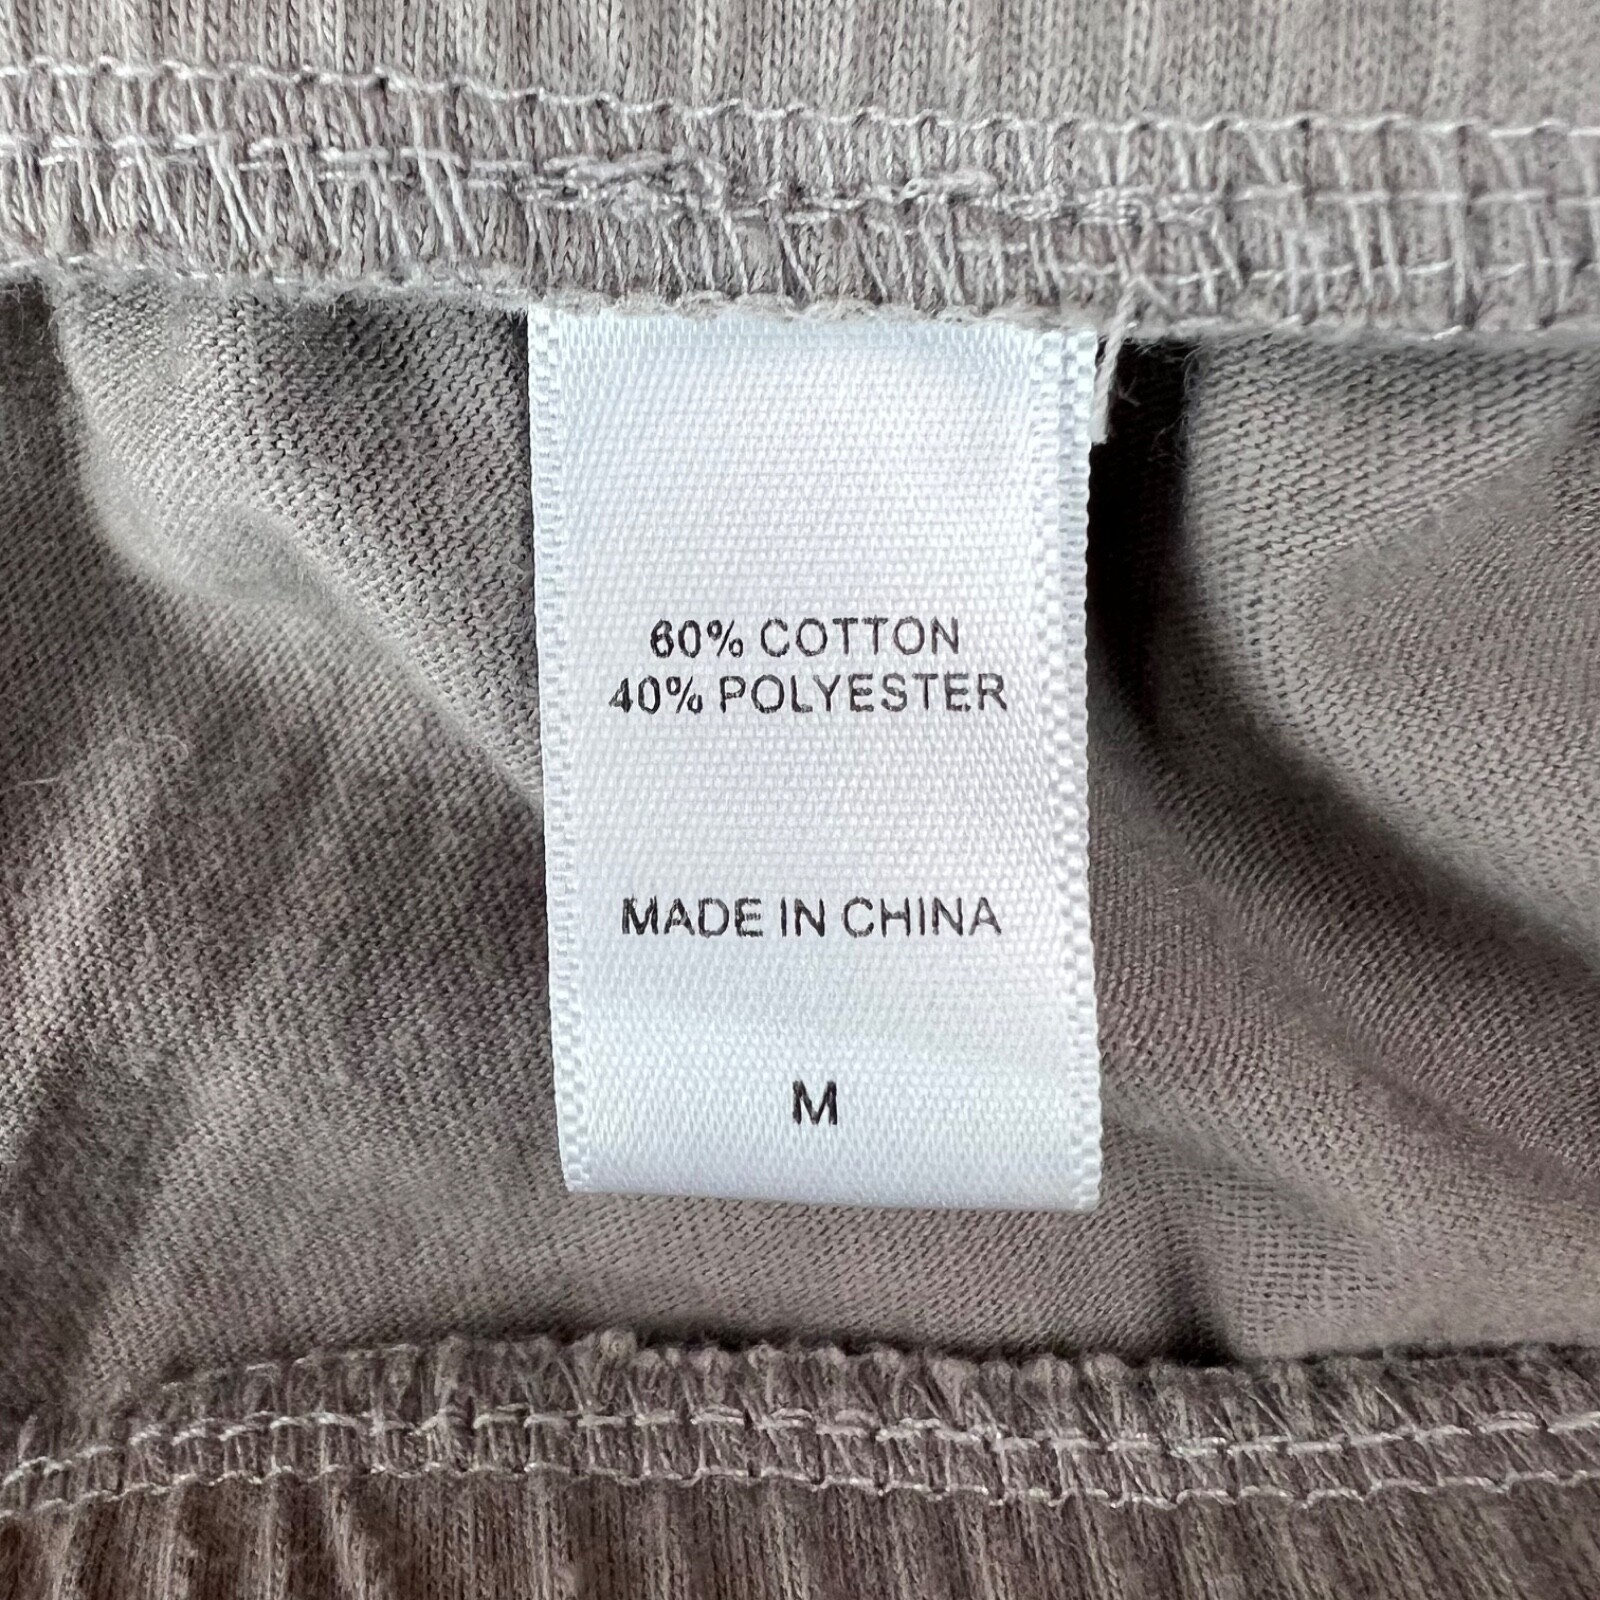 60% COTTON
40% POLYESTER
MADE IN CHINA
M